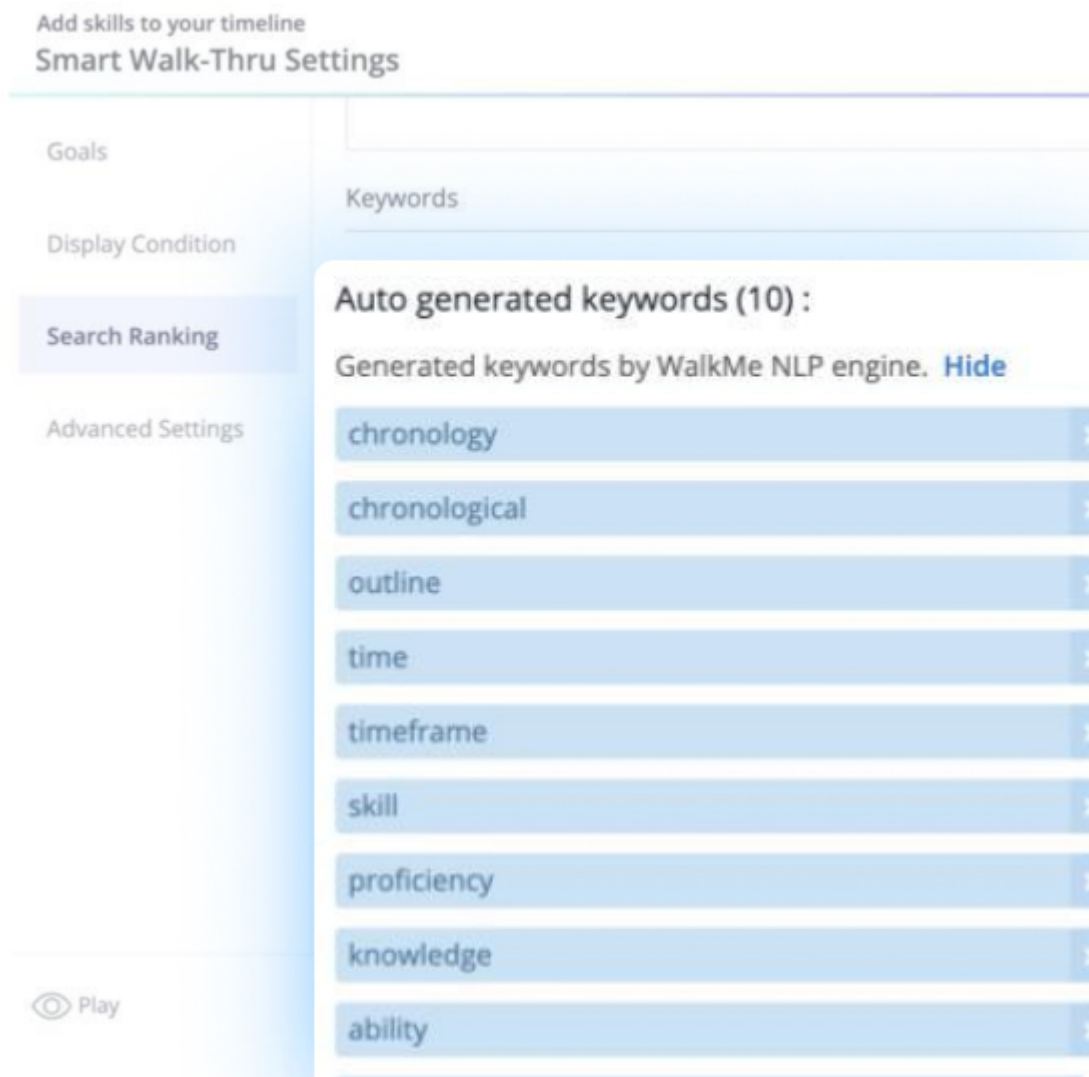 Add skills to your timeline
Smart Walk-Thru Settings
Goals
Display Condition
Search Ranking
Advanced Settings
Play
Keywords
Auto generated keywords (10) :
Generated keywords by WalkMe NLP engine. Hide
chronology
chronological
outline
time
timeframe
skill
proficiency
knowledge
ability